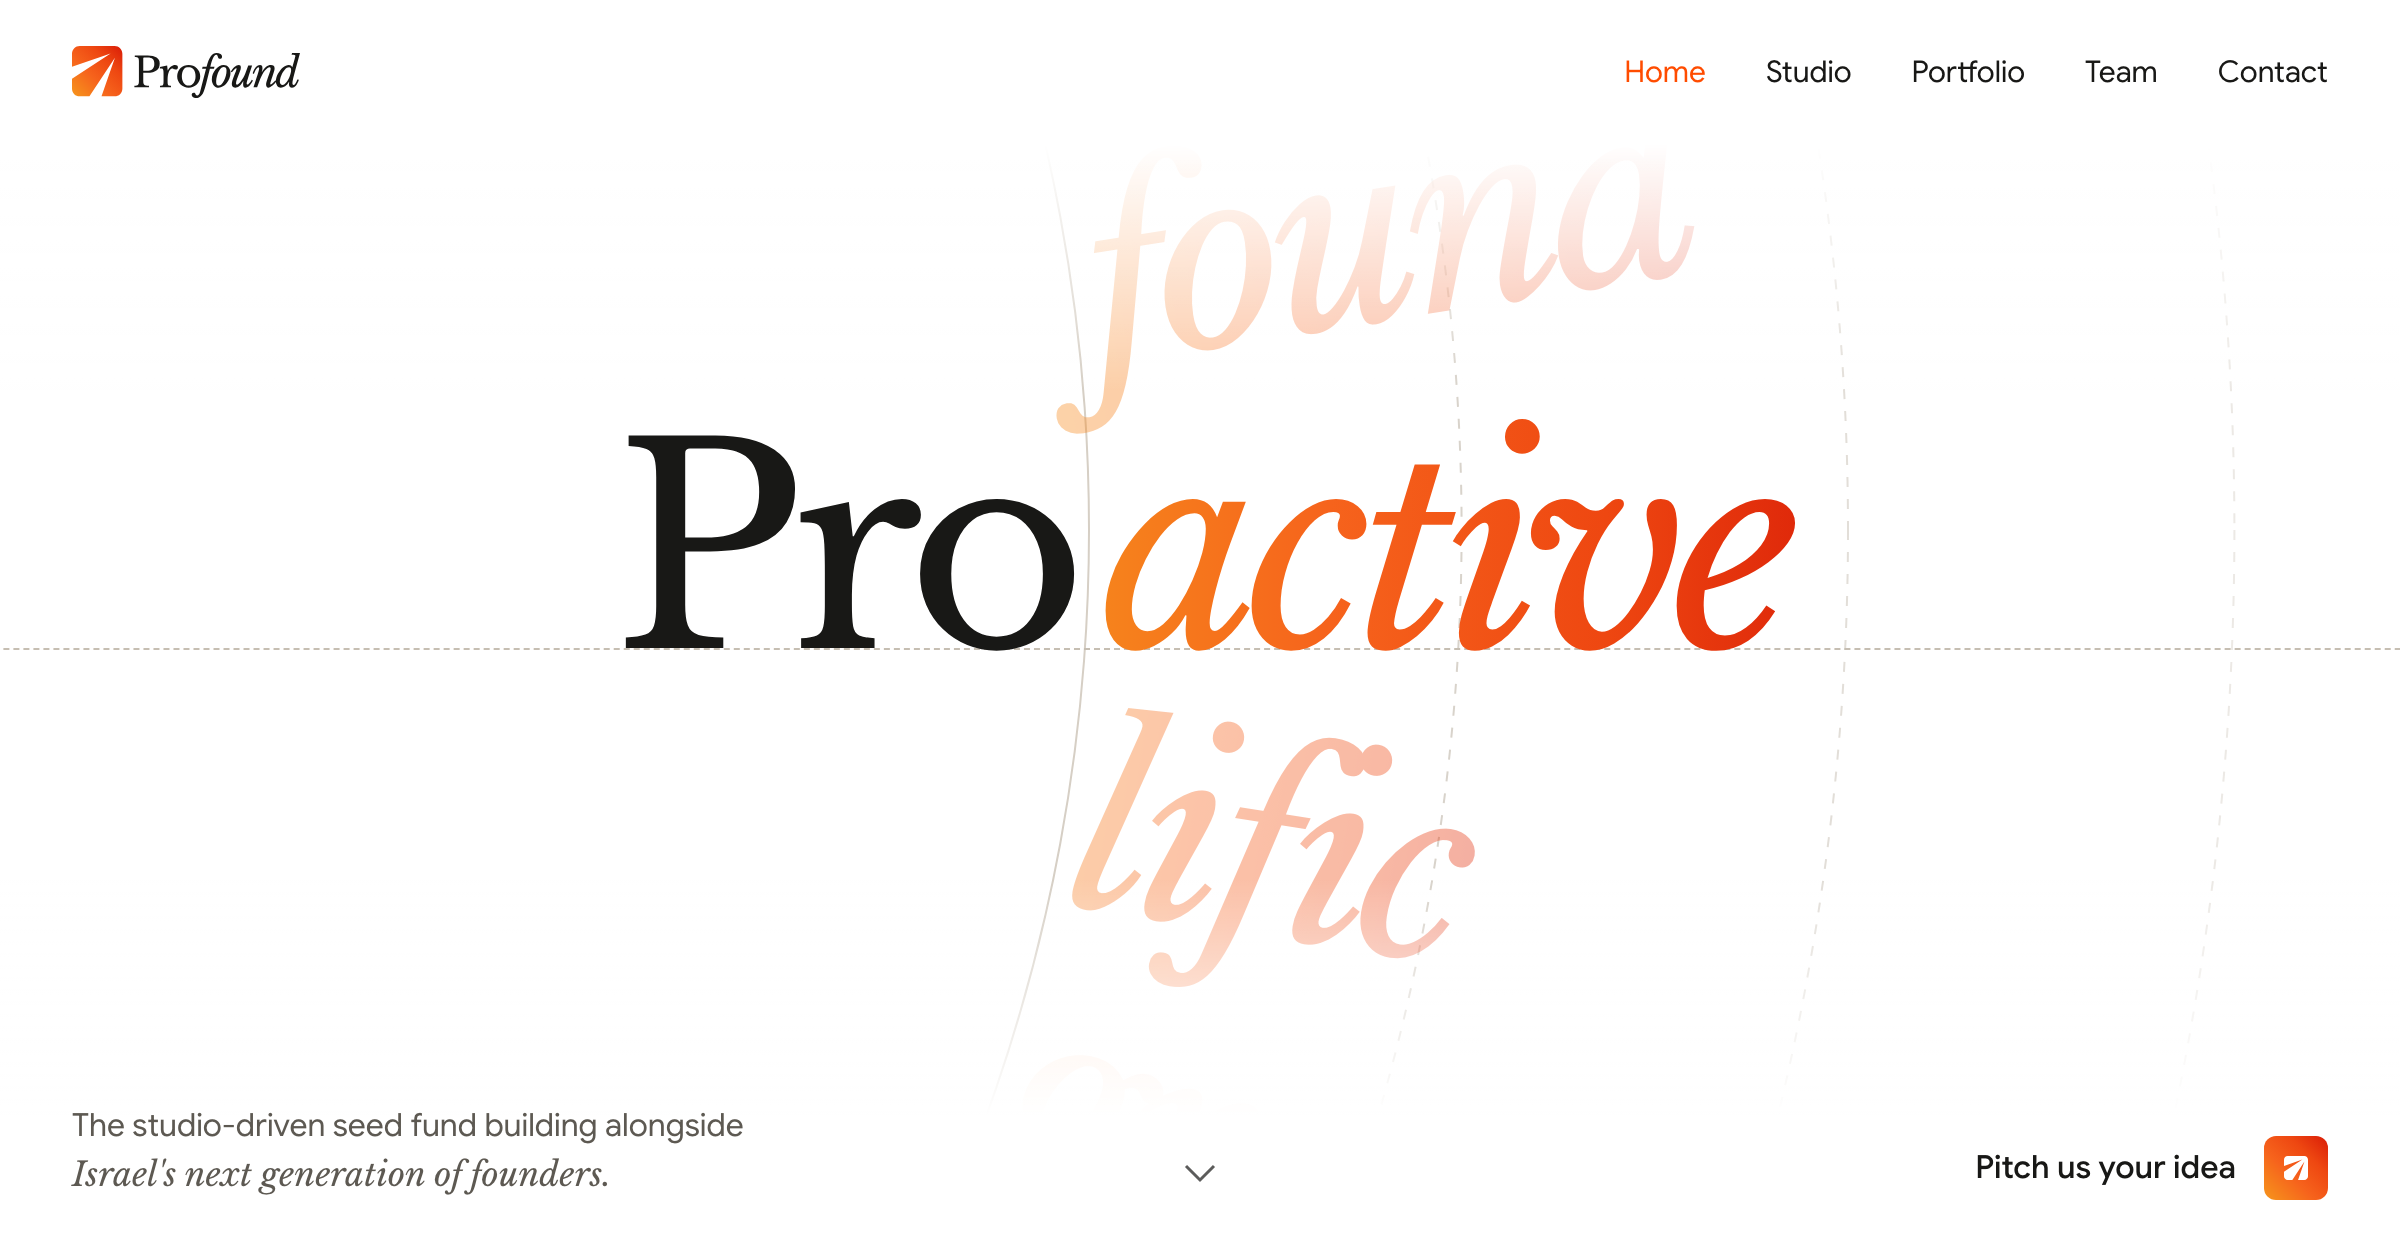 Profound
Home Studio Portfolio Team Contact
found
Proactive
lific
The studio-driven seed fund building alongside
Israel's next generation of founders.
Pitch us your idea